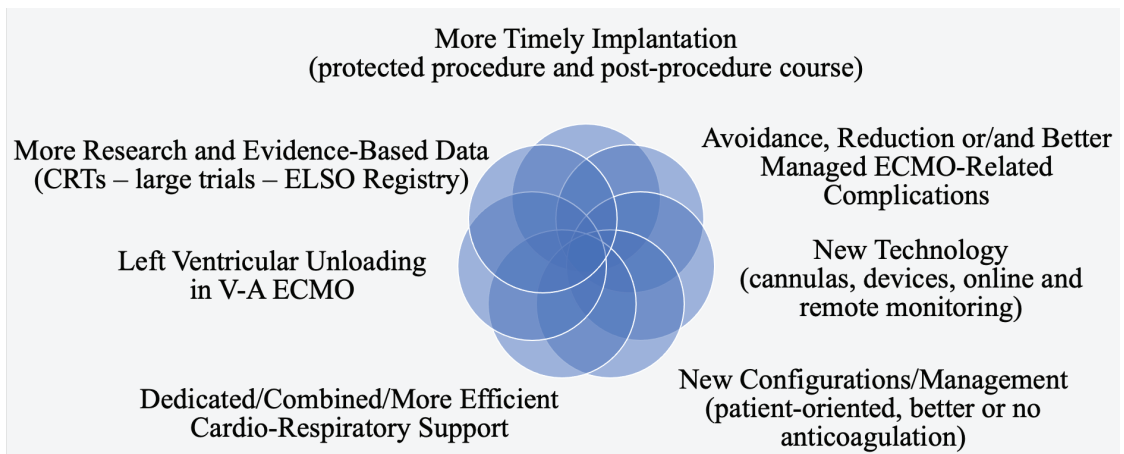 More Timely Implantation
(protected procedure and post-procedure course)
More Research and Evidence-Based Data
(CRTs – large trials – ELSO Registry)
Avoidance, Reduction or/and Better
Managed ECMO-Related
Complications
Left Ventricular Unloading
in V-A ECMO
New Technology
(cannulas, devices, online and
remote monitoring)
Dedicated/Combined/More Efficient
Cardio-Respiratory Support
New Configurations/Management
(patient-oriented, better or no
anticoagulation)